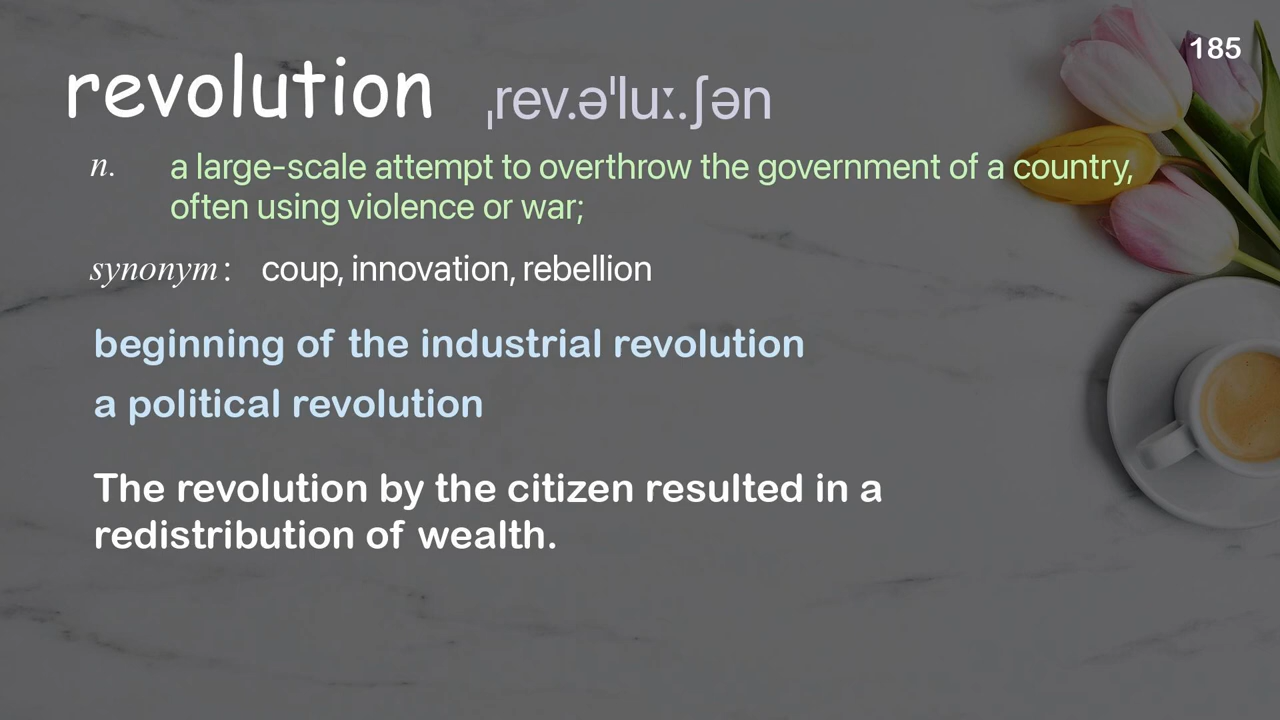 185
revolution ˌrev.əˈluː.ʃən
n. a large-scale attempt to overthrow the government of a country,
often using violence or war;
synonym : coup, innovation, rebellion
beginning of the industrial revolution
a political revolution
The revolution by the citizen resulted in a
redistribution of wealth.